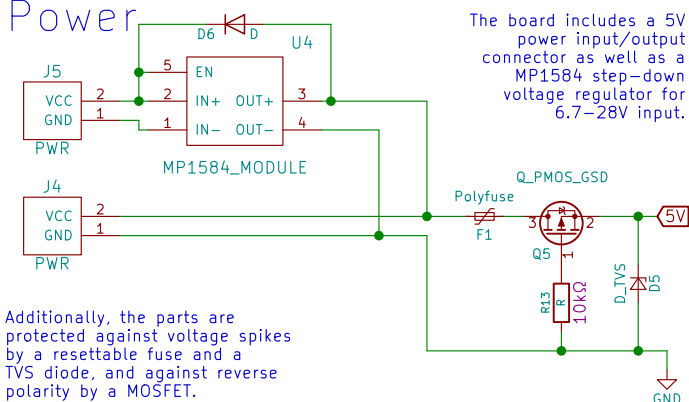 Power
The board includes a 5V
power input/output
connector as well as a
MP1584 step-down
voltage regulator for
6.7-28V input.
D6 D
U4
J5
5 EN
VCC 2 2 IN+ OUT+ 3
GND 1 1 IN- OUT- 4
PWR
MP1584_MODULE
J4
VCC 2
GND 1
PWR
Polyfuse
F1
Q_PMOS_GSD
3 2
Q5
1
5V
R13 R 10kΩ
D_TVS D5
GND
Additionally, the parts are
protected against voltage spikes
by a resettable fuse and a
TVS diode, and against reverse
polarity by a MOSFET.